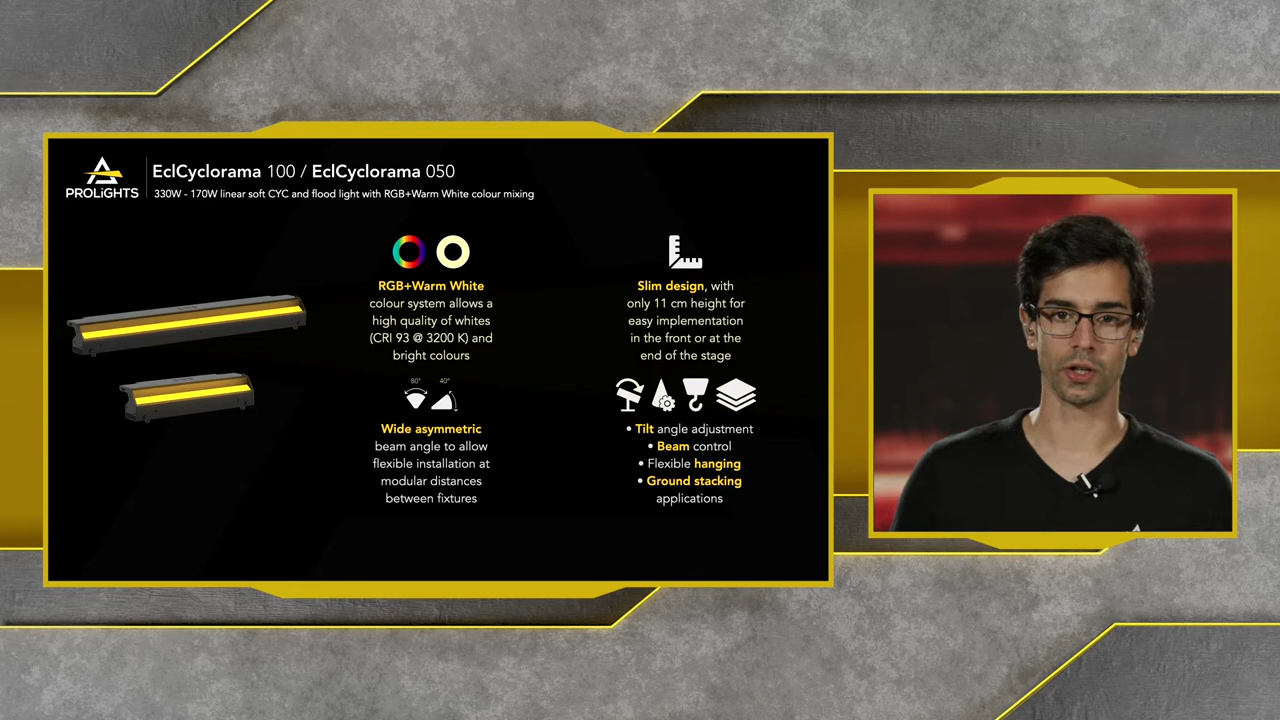 PROLiGHTS
EclCyclorama 100 / EclCyclorama 050
330W - 170W linear soft CYC and flood light with RGB+Warm White colour mixing
RGB+Warm White
colour system allows a
high quality of whites
(CRI 93 @ 3200 K) and
bright colours
Slim design, with
only 11 cm height for
easy implementation
in the front or at the
end of the stage
80° 40°
Wide asymmetric
beam angle to allow
flexible installation at
modular distances
between fixtures
• Tilt angle adjustment
• Beam control
• Flexible hanging
• Ground stacking
applications